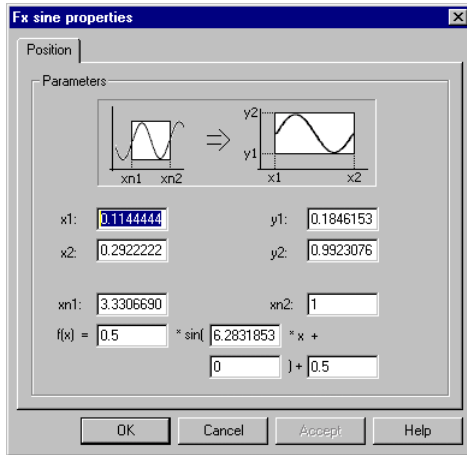 Fx sine properties
Position
Parameters
y2
y1
xn1 xn2
x1 x2
x1: 0.1144444 y1: 0.1846153
x2: 0.2922222 y2: 0.9923076
xn1: 3.3306690 xn2: 1
f(x) = 0.5 * sin( 6.2831853 * x +
0 ) + 0.5
OK Cancel Accept Help